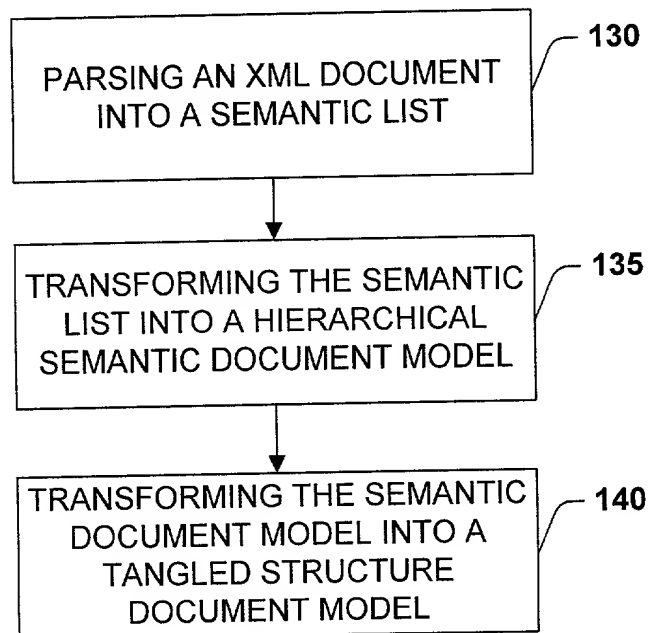 PARSING AN XML DOCUMENT
INTO A SEMANTIC LIST
130
TRANSFORMING THE SEMANTIC
LIST INTO A HIERARCHICAL
SEMANTIC DOCUMENT MODEL
135
TRANSFORMING THE SEMANTIC
DOCUMENT MODEL INTO A
TANGLED STRUCTURE
DOCUMENT MODEL
140